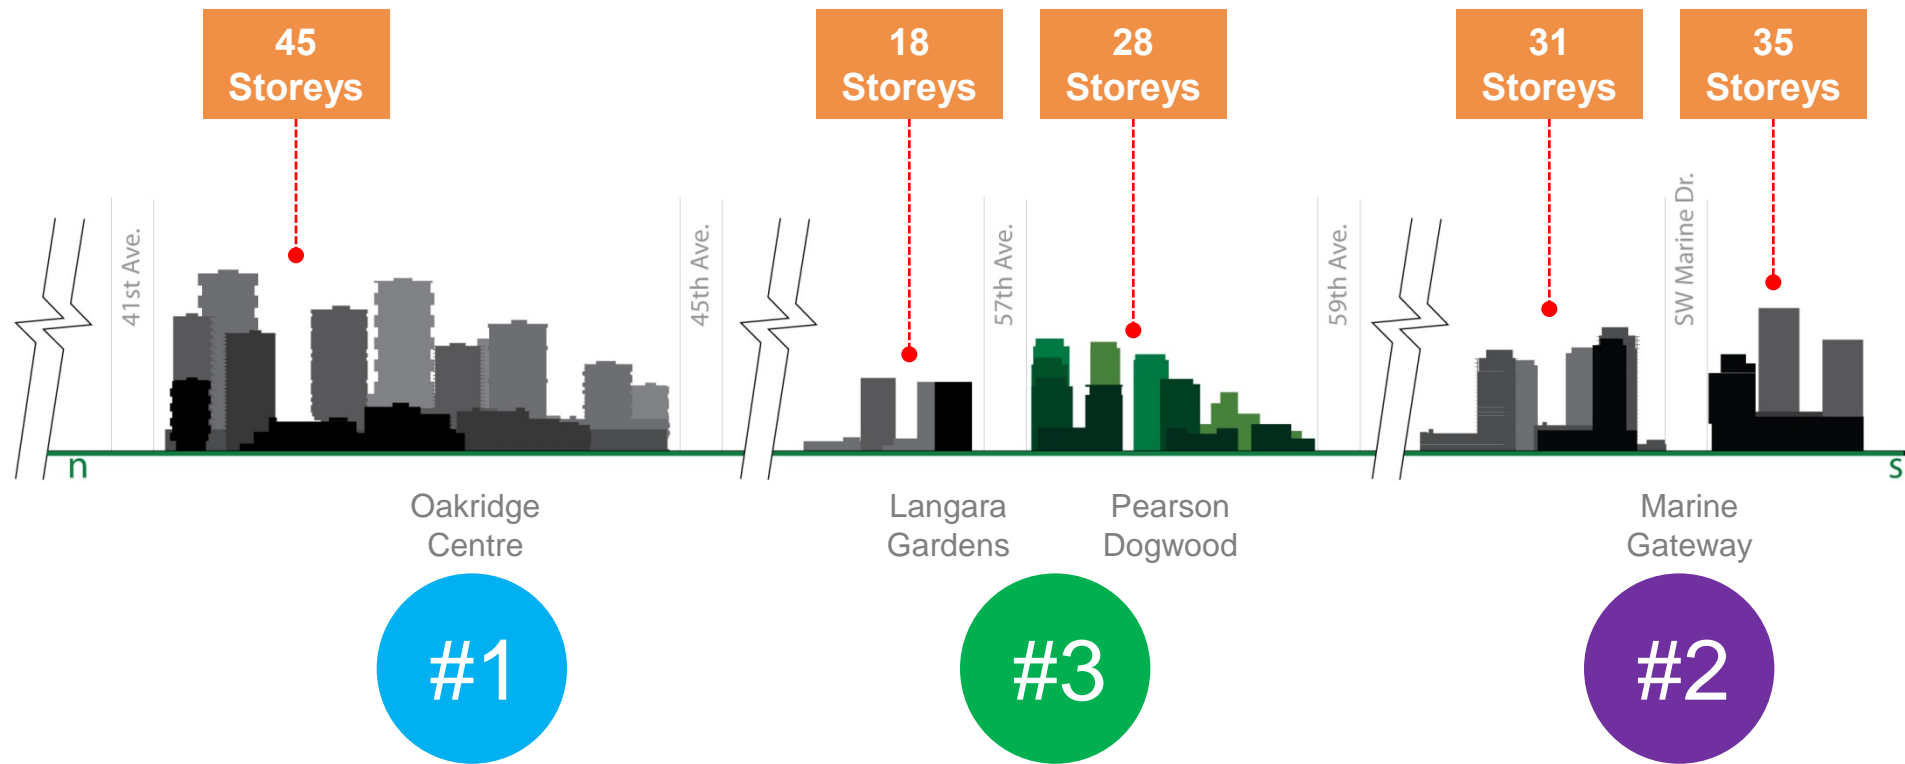 45
Storeys
18
Storeys
28
Storeys
31
Storeys
35
Storeys
41st Ave.
45th Ave.
57th Ave.
59th Ave.
SW Marine Dr.
n
s
Oakridge
Centre
Langara
Gardens
Pearson
Dogwood
Marine
Gateway
#1
#3
#2